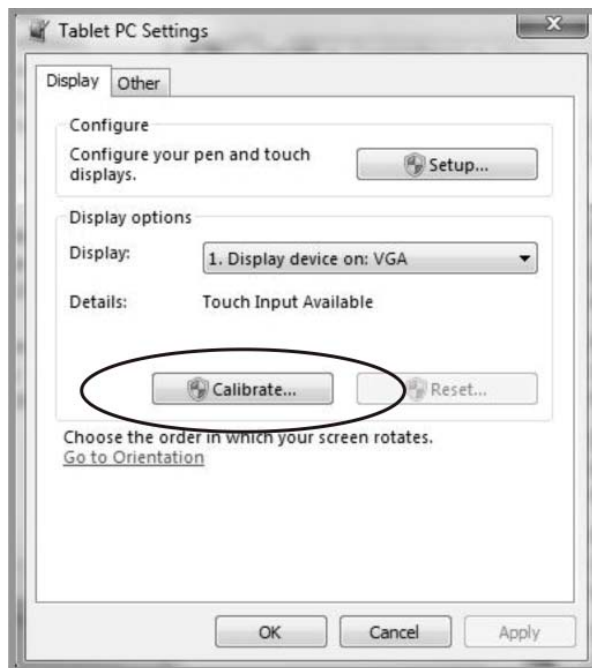 Tablet PC Settings
Display Other
Configure
Configure your pen and touch
displays.
Setup...
Display options
Display: 1. Display device on: VGA
Details: Touch Input Available
Calibrate... Reset...
Choose the order in which your screen rotates.
Go to Orientation
OK Cancel Apply